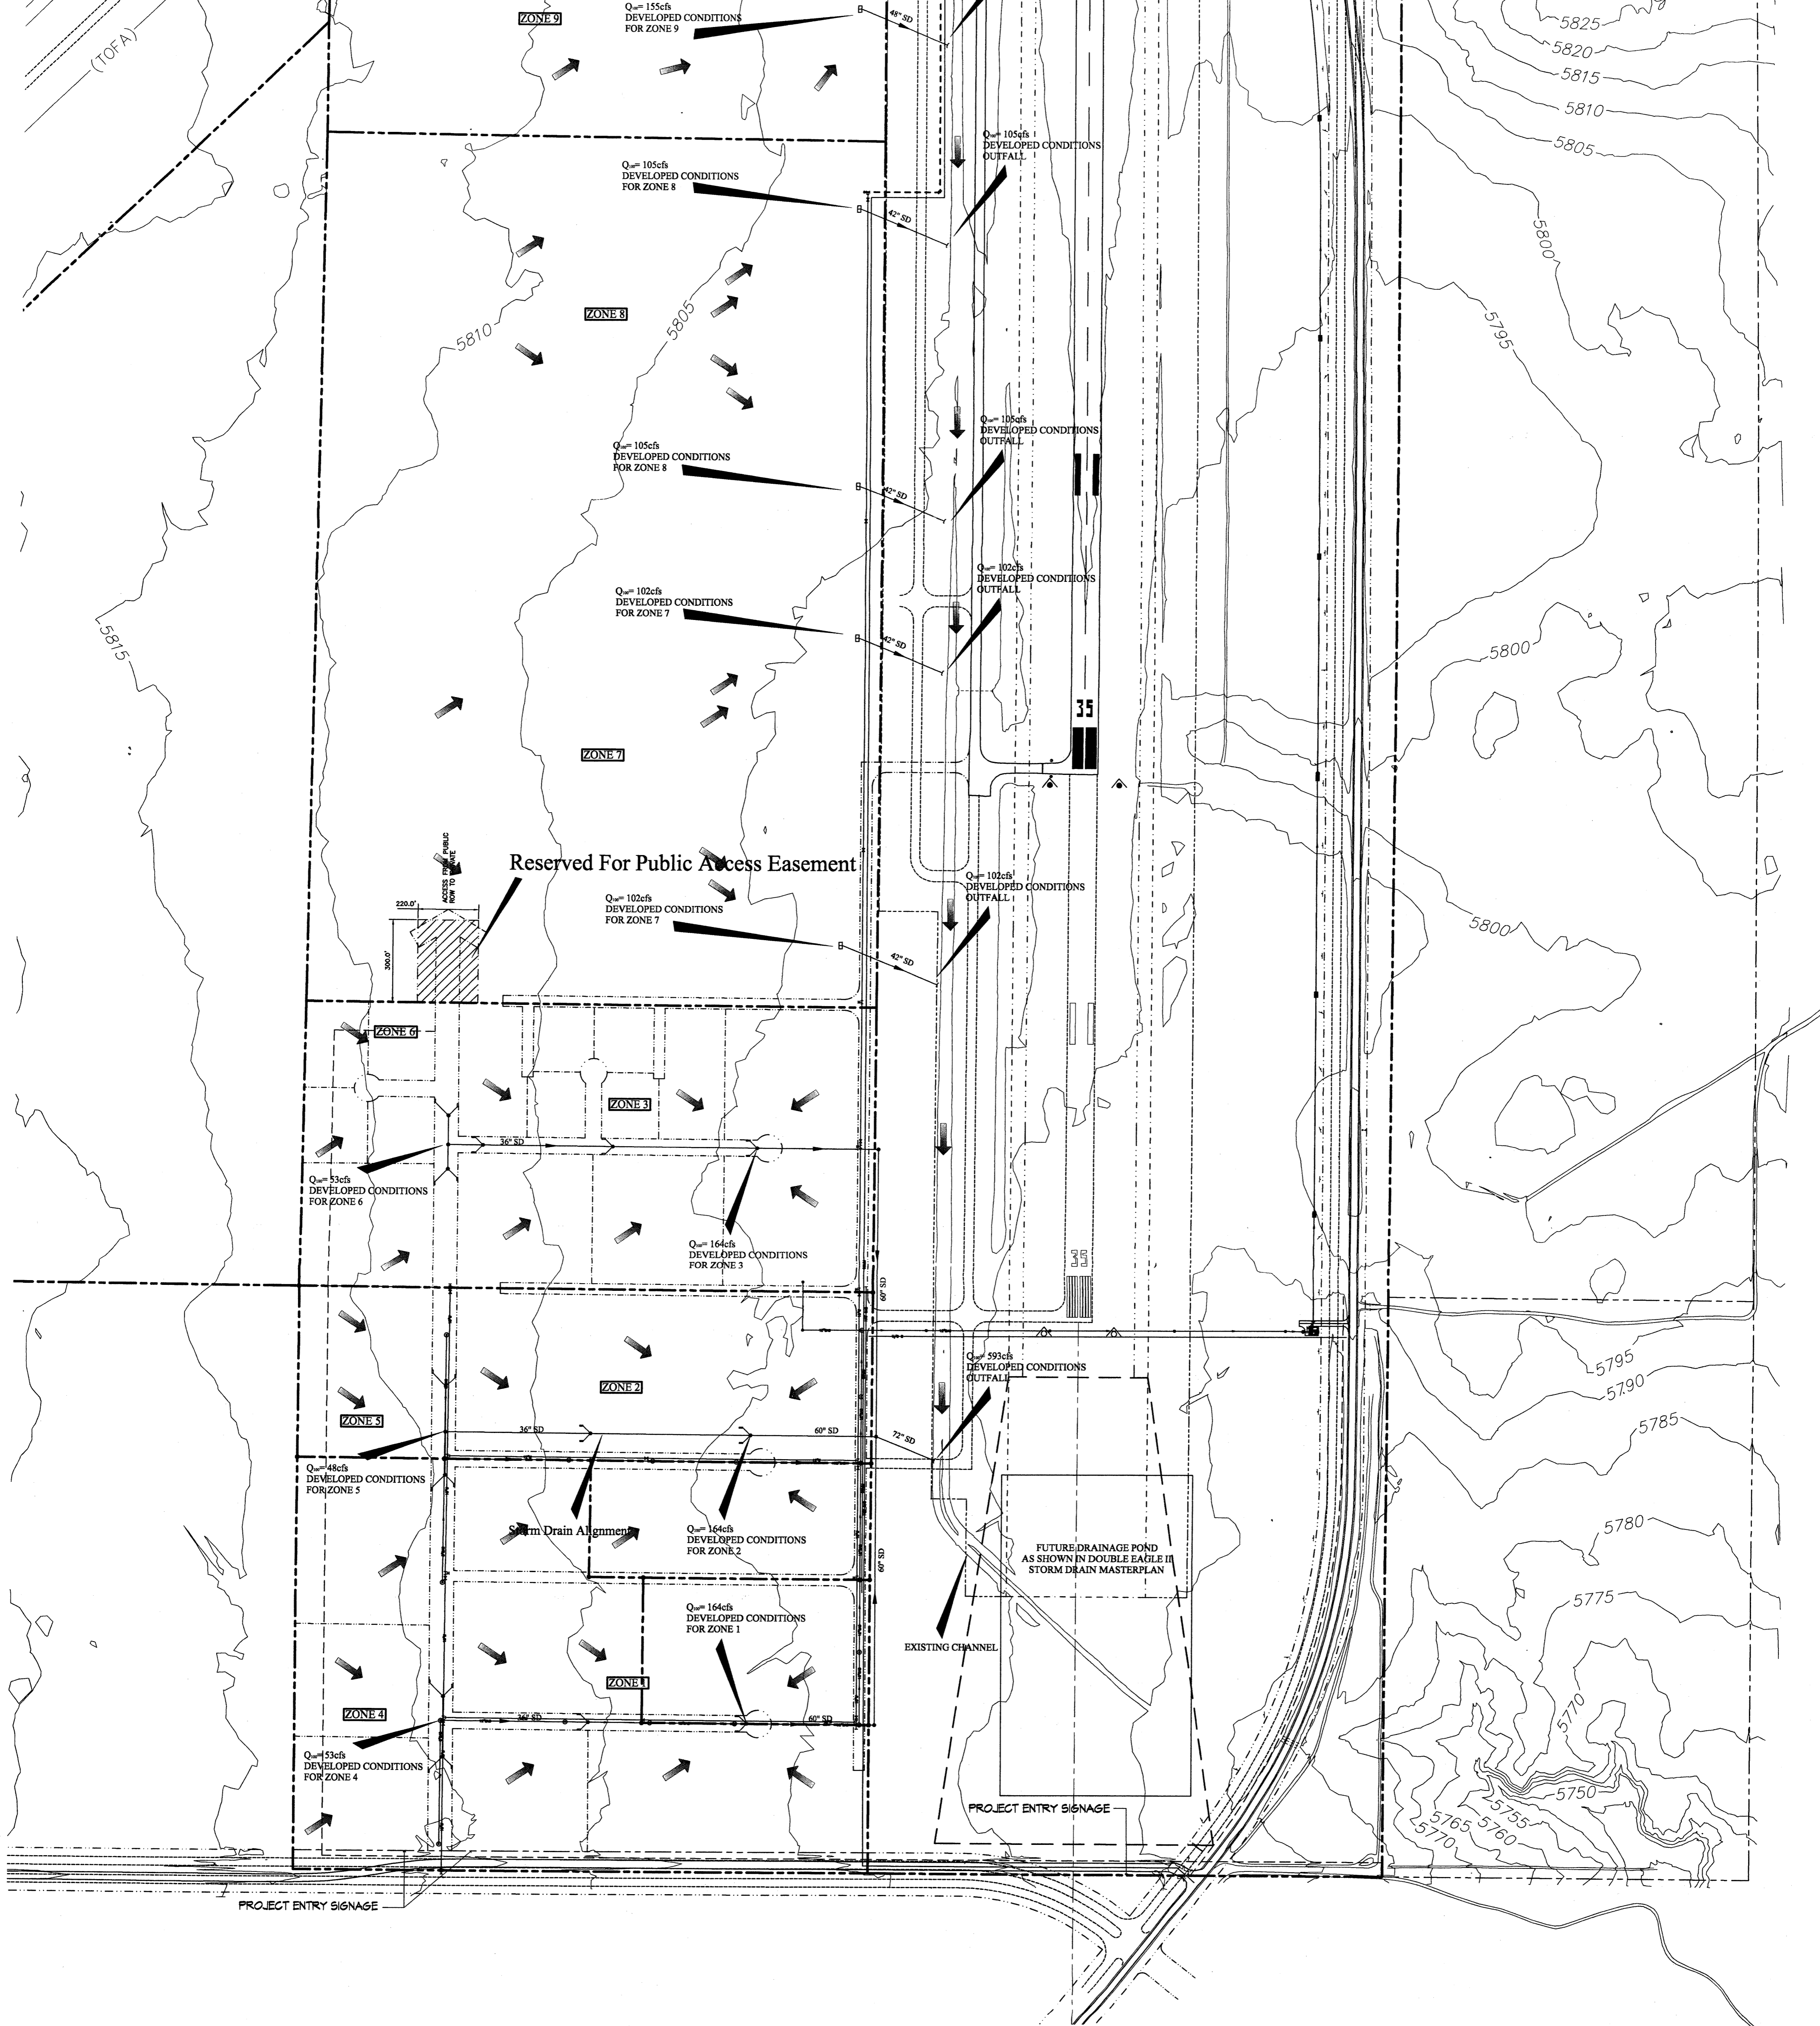 (TOFA)
ZONE 9
Q₁₀₀= 155cfs
DEVELOPED CONDITIONS
FOR ZONE 9
48" SD
5825
5820
5815
5810
5805
Q₁₀₀= 105cfs
DEVELOPED CONDITIONS
OUTFALL
Q₁₀₀= 105cfs
DEVELOPED CONDITIONS
FOR ZONE 8
42" SD
5800
ZONE 8
5810
5805
5795
Q₁₀₀= 105cfs
DEVELOPED CONDITIONS
OUTFALL
Q₁₀₀= 105cfs
DEVELOPED CONDITIONS
FOR ZONE 8
42" SD
Q₁₀₀= 102cfs
DEVELOPED CONDITIONS
OUTFALL
Q₁₀₀= 102cfs
DEVELOPED CONDITIONS
FOR ZONE 7
42" SD
5815
5800
35
ZONE 7
ACCESS FROM PUBLIC
ROW TO PRIVATE
Reserved For Public Access Easement
220.0'
300.0'
Q₁₀₀= 102cfs
DEVELOPED CONDITIONS
FOR ZONE 7
42" SD
Q₁₀₀= 102cfs
DEVELOPED CONDITIONS
OUTFALL
5800
ZONE 6
ZONE 3
36" SD
Q₁₀₀= 53cfs
DEVELOPED CONDITIONS
FOR ZONE 6
Q₁₀₀= 164cfs
DEVELOPED CONDITIONS
FOR ZONE 3
60" SD
35
Q₁₀₀= 593cfs
DEVELOPED CONDITIONS
OUTFALL
5795
5790
5785
ZONE 2
ZONE 5
36" SD
60" SD
72" SD
Q₁₀₀= 48cfs
DEVELOPED CONDITIONS
FOR ZONE 5
Storm Drain Alignment
Q₁₀₀= 164cfs
DEVELOPED CONDITIONS
FOR ZONE 2
60" SD
FUTURE DRAINAGE POND
AS SHOWN IN DOUBLE EAGLE II
STORM DRAIN MASTERPLAN
5780
5775
Q₁₀₀= 164cfs
DEVELOPED CONDITIONS
FOR ZONE 1
EXISTING CHANNEL
ZONE 1
ZONE 4
36" SD
60" SD
Q₁₀₀= 53cfs
DEVELOPED CONDITIONS
FOR ZONE 4
5770
5750
5755
5760
5765
5770
PROJECT ENTRY SIGNAGE
PROJECT ENTRY SIGNAGE